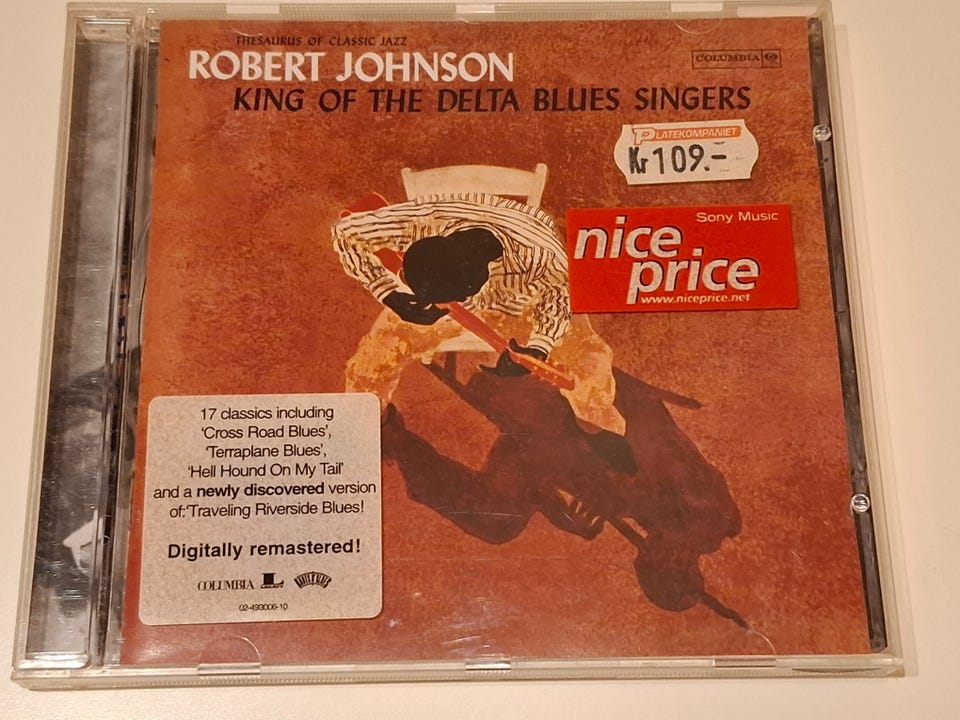 THESAURUS OF CLASSIC JAZZ
ROBERT JOHNSON
KING OF THE DELTA BLUES SINGERS
COLUMBIA
PLATEKOMPANIET
Kr 109.-
Sony Music
nice
price
www.niceprice.net
17 classics including
'Cross Road Blues',
'Terraplane Blues',
'Hell Hound On My Tail'
and a newly discovered version
of:'Traveling Riverside Blues!
Digitally remastered!
COLUMBIA
02-493006-10